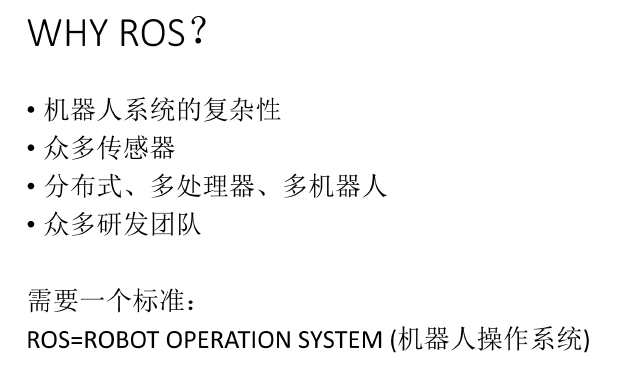 WHY ROS？
• 机器人系统的复杂性
• 众多传感器
• 分布式、多处理器、多机器人
• 众多研发团队
需要一个标准：
ROS=ROBOT OPERATION SYSTEM (机器人操作系统)